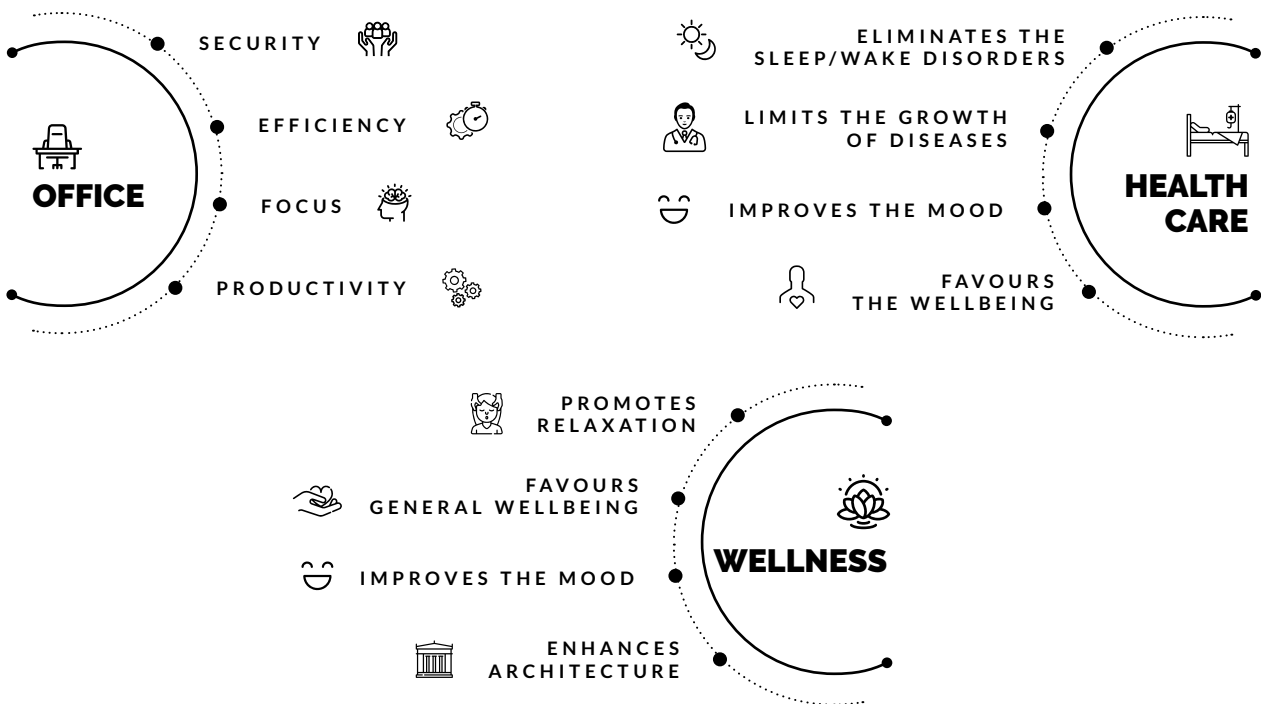 OFFICE
SECURITY
EFFICIENCY
FOCUS
PRODUCTIVITY
HEALTH
CARE
ELIMINATES THE
SLEEP/WAKE DISORDERS
LIMITS THE GROWTH
OF DISEASES
IMPROVES THE MOOD
FAVOURS
THE WELLBEING
WELLNESS
PROMOTES
RELAXATION
FAVOURS
GENERAL WELLBEING
IMPROVES THE MOOD
ENHANCES
ARCHITECTURE